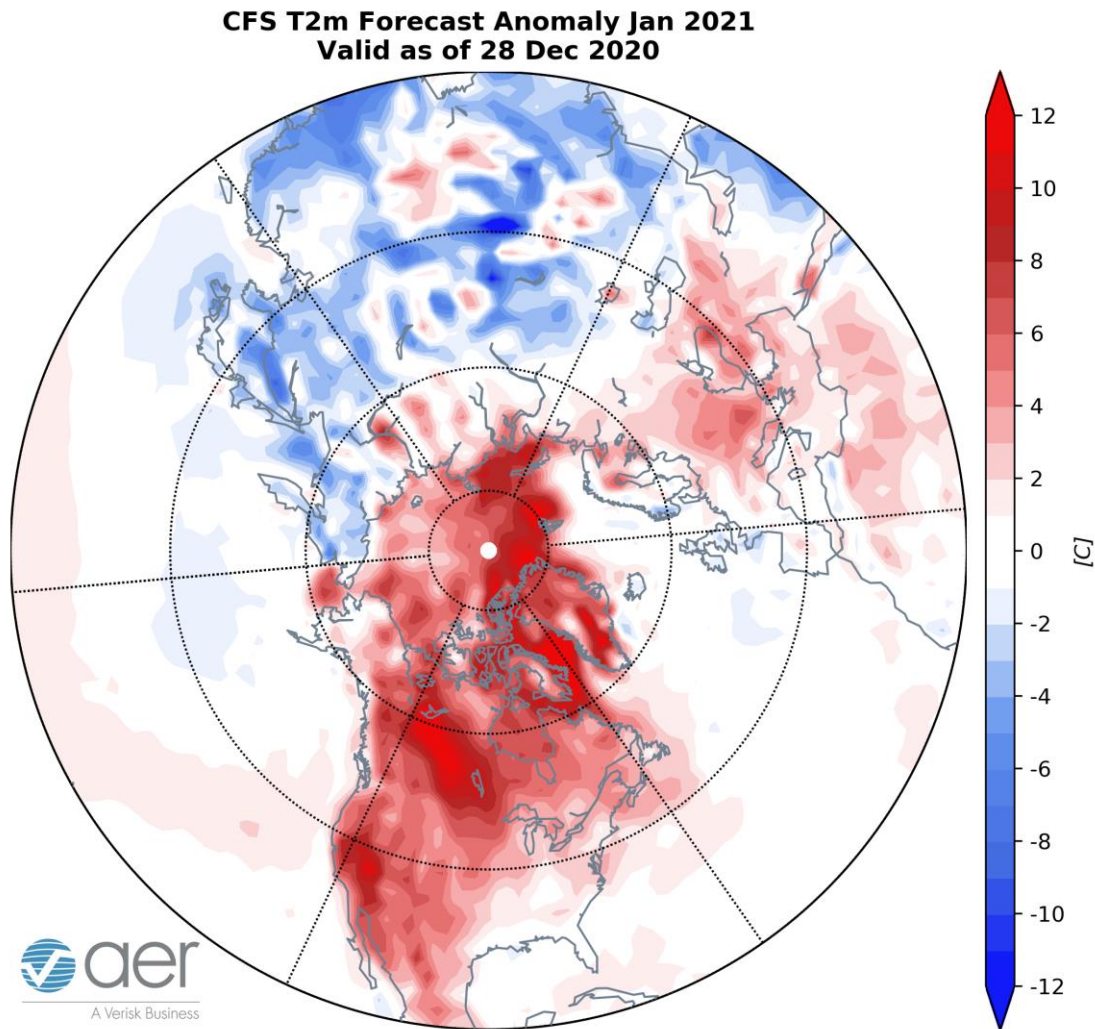 CFS T2m Forecast Anomaly Jan 2021
Valid as of 28 Dec 2020
12
10
8
6
4
2
0
-2
-4
-6
-8
-10
-12
[C]
aer
A Verisk Business